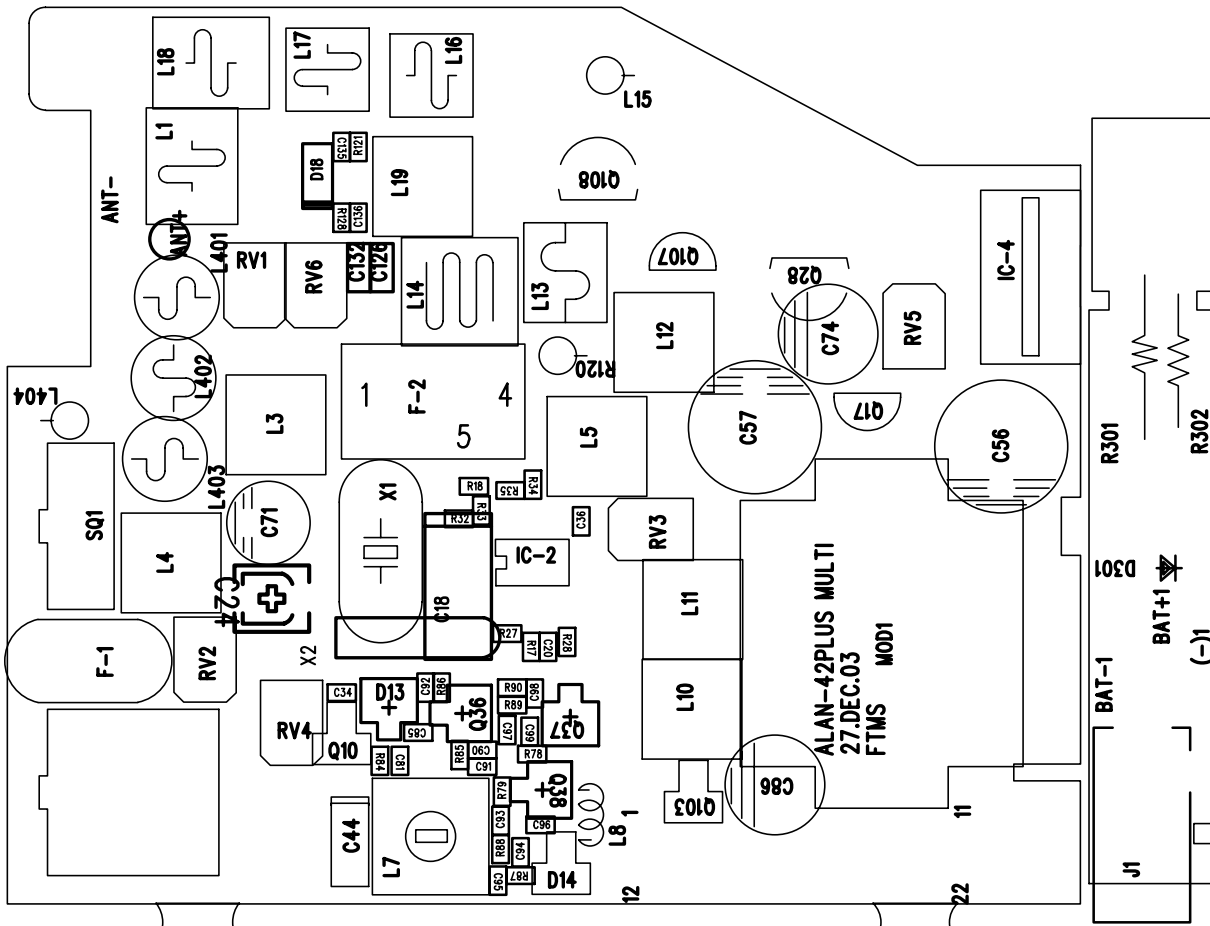 L18
L17
L16
L15
L1
D18
C135
R121
L19
Q108
ANT-
R128
C136
ANT+
L401
RV1
RV6
C132
C126
L14
L13
Q107
Q28
IC-4
L12
C74
RV5
L402
L404
1
F-2
4
5
R120
L3
L5
C57
Q17
C56
R301
R302
L403
SQ1
C71
X1
R18
R35
R34
R33
R32
C36
RV3
L4
C24
IC-2
C18
L11
ALAN-42PLUS MULTI
27.DEC.03
FTMS
MOD1
D301
BAT+1
(-)1
BAT-1
F-1
RV2
X2
R27
R17
C20
R28
L10
C34
D13
C92
R86
R90
C98
R89
Q36
Q37
RV4
Q10
C85
C97
C99
R84
C81
R85
C90
C91
R78
R79
Q38
Q103
C86
C44
L7
C93
C96
L8
1
R88
C94
C95
R87
D14
12
11
22
J1